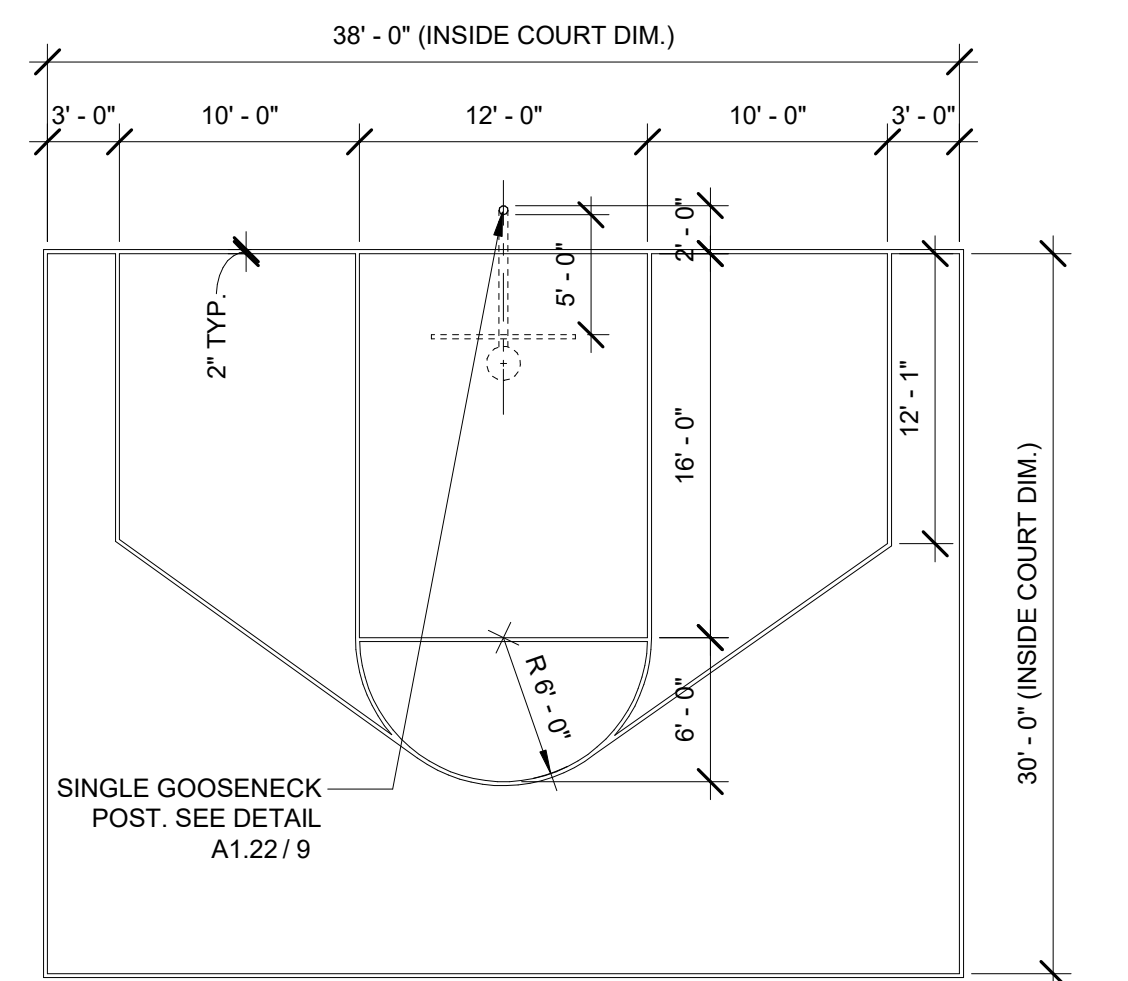 38' - 0" (INSIDE COURT DIM.)
3' - 0"
10' - 0"
12' - 0"
10' - 0"
3' - 0"
2' - 0"
5' - 0"
2" TYP.
12' - 1"
16' - 0"
30' - 0" (INSIDE COURT DIM.)
R 6' - 0"
6' - 0"
SINGLE GOOSENECK
POST. SEE DETAIL
A1.22 / 9